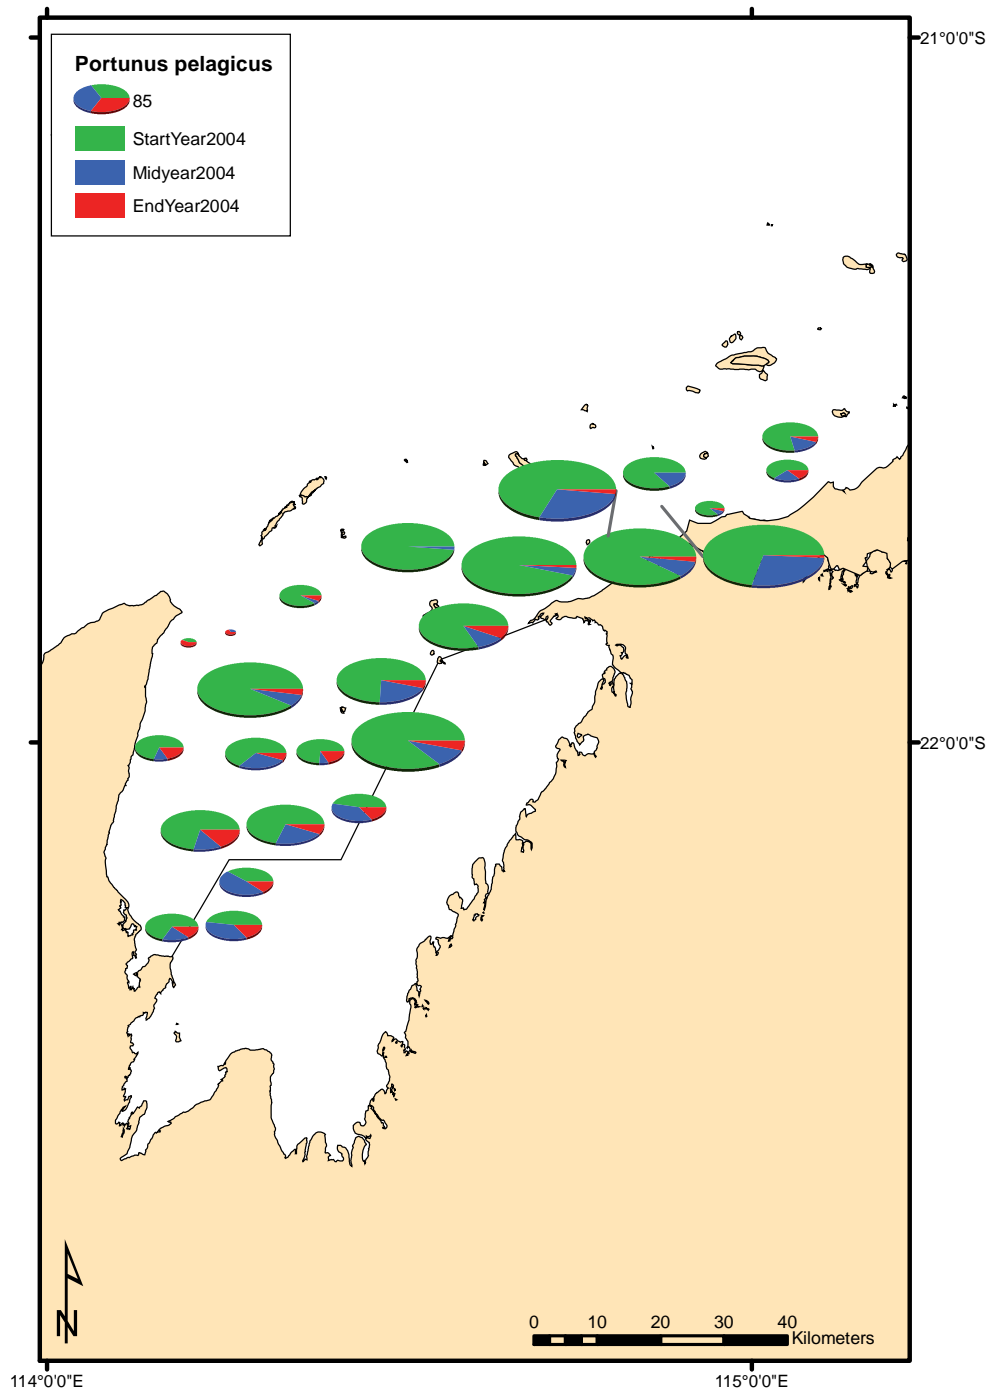 21°0'0"S
Portunus pelagicus
85
StartYear2004
Midyear2004
EndYear2004
22°0'0"S
N
0 10 20 30 40
Kilometers
114°0'0"E 115°0'0"E